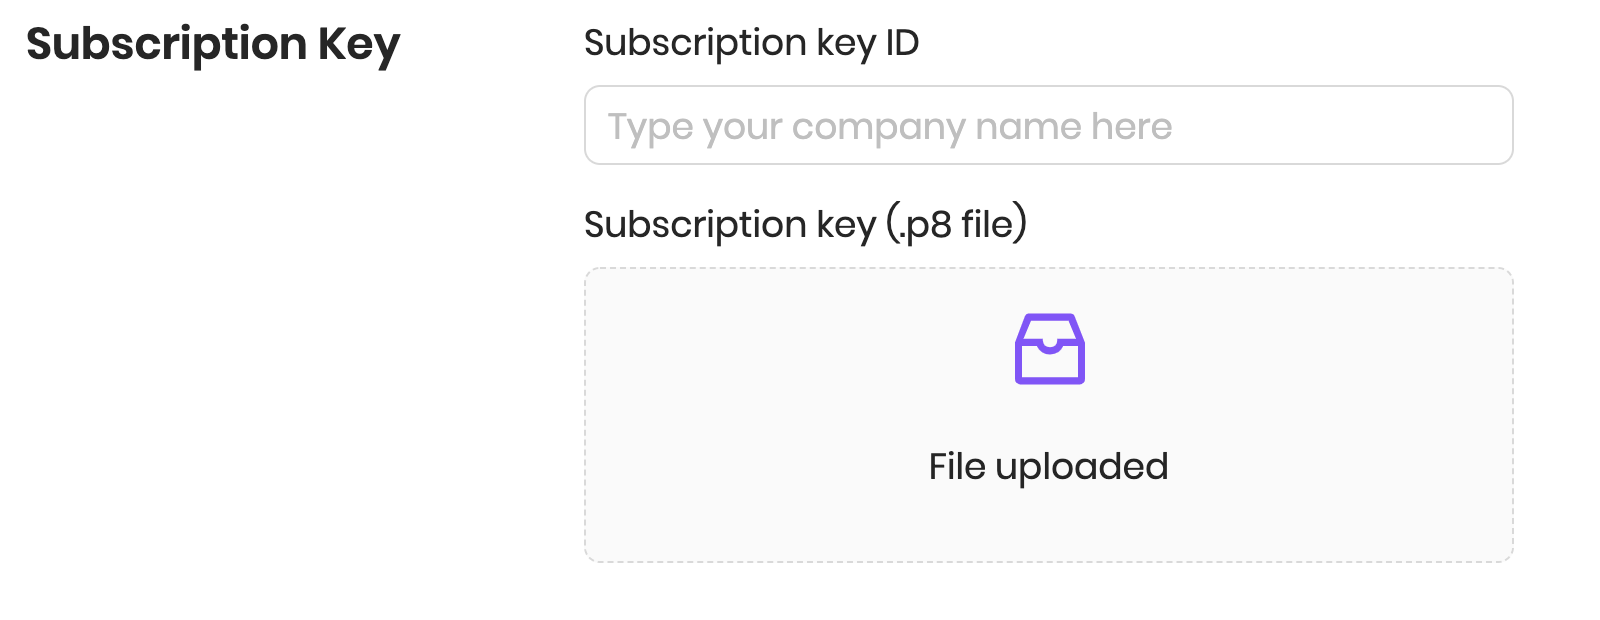 Subscription Key
Subscription key ID
Type your company name here
Subscription key (.p8 file)
File uploaded